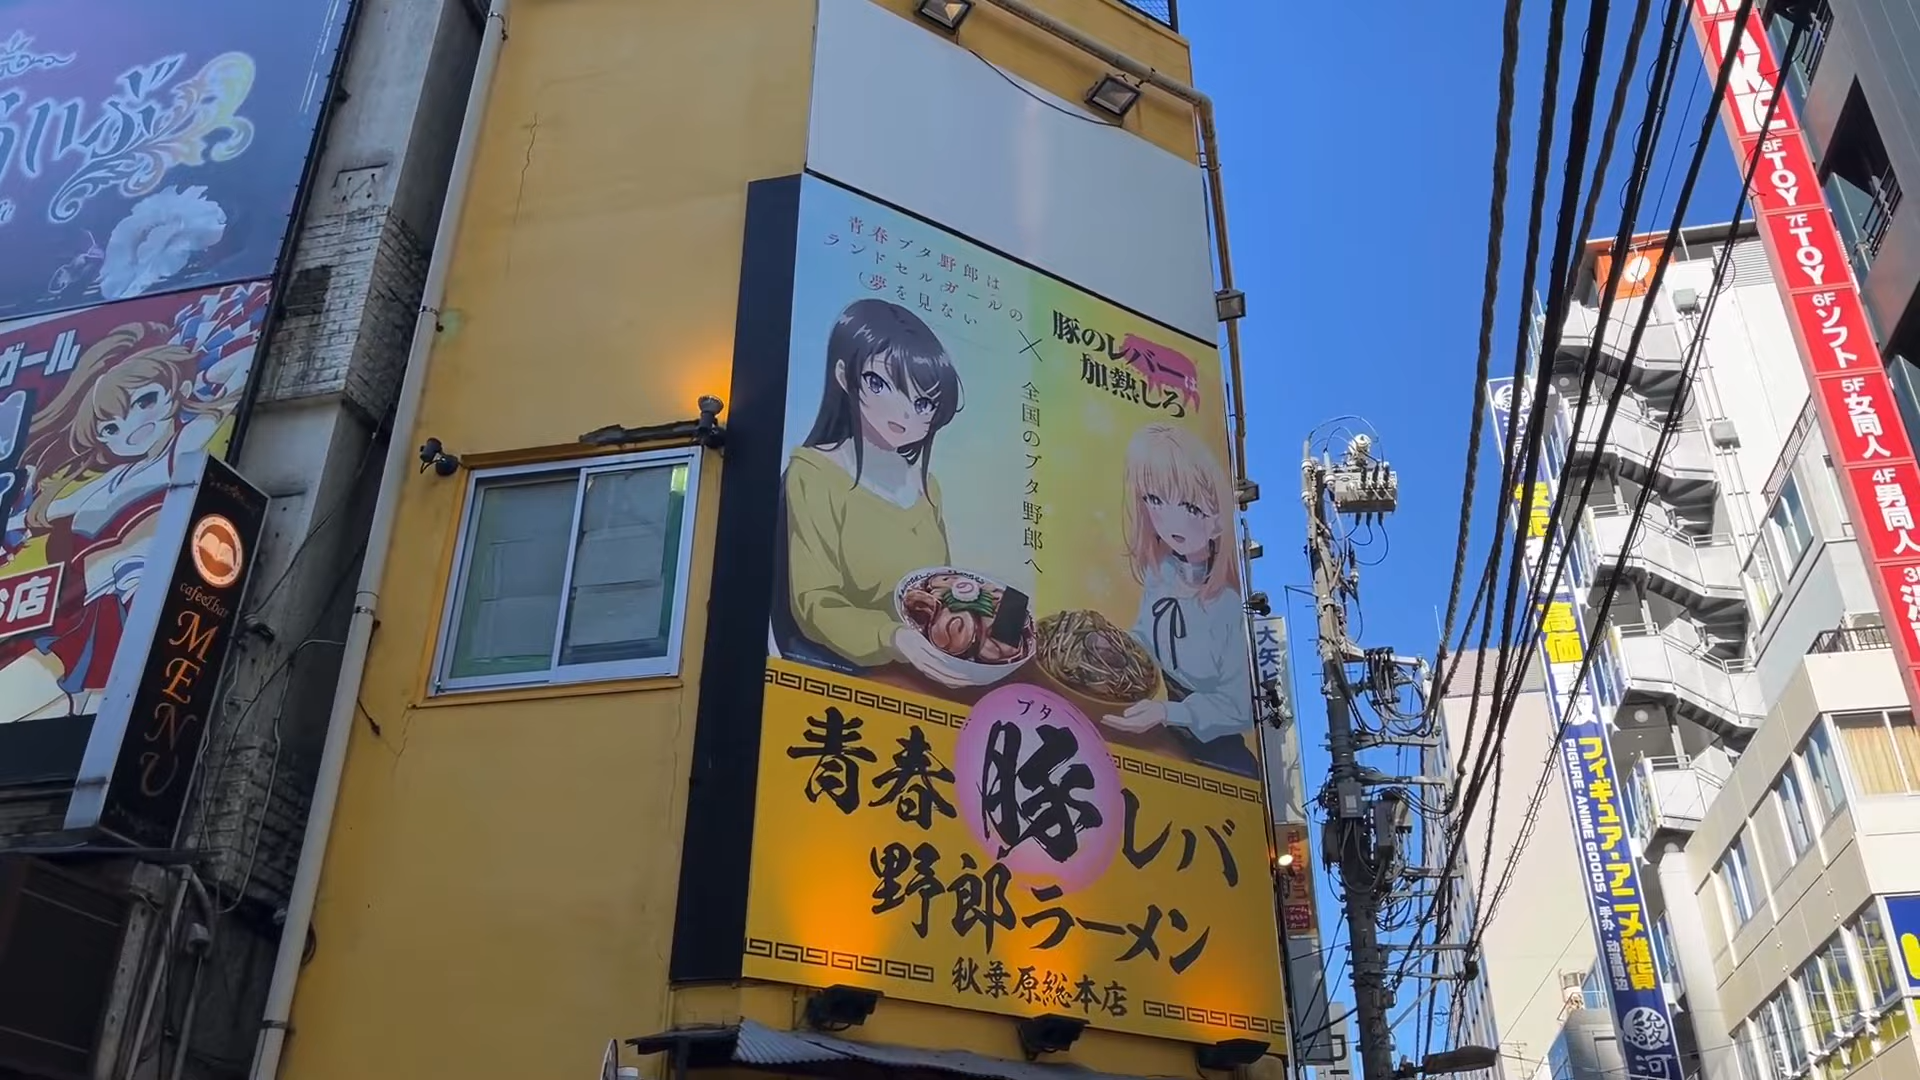 ガール
cafe&bar
MENU
青春ブタ野郎は
ランドセルガールの
夢を見ない
×
全国のブタ野郎へ
豚のレバーは
加熱しろ
ブタ
青春豚レバ
野郎ラーメン
秋葉原総本店
8F
TOY
7F
TOY
6F
ソフト
5F
女同人
4F
男同人
高価
フィギュア・アニメ雑貨
FIGURE・ANIME GOODS
駿河